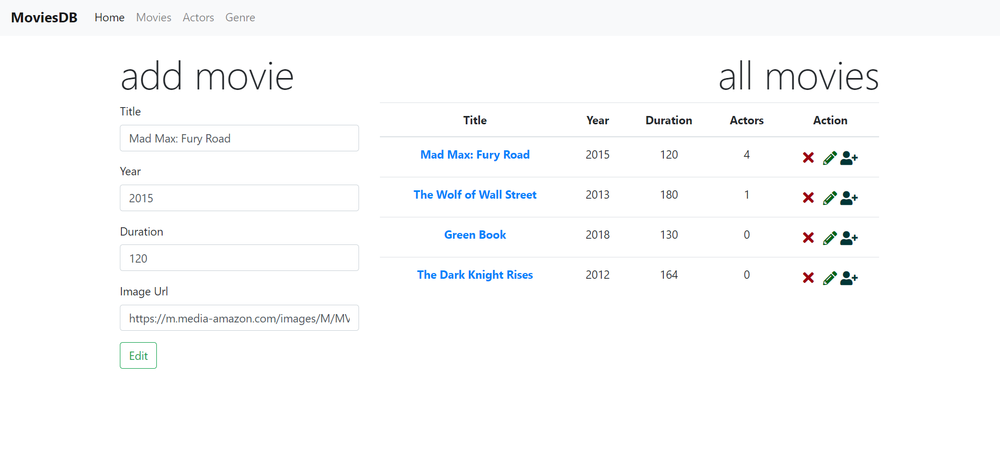 MoviesDB Home Movies Actors Genre
add movie
Title
Mad Max: Fury Road
Year
2015
Duration
120
Image Url
https://m.media-amazon.com/images/M/MV
Edit
all movies
Title Year Duration Actors Action
Mad Max: Fury Road 2015 120 4
The Wolf of Wall Street 2013 180 1
Green Book 2018 130 0
The Dark Knight Rises 2012 164 0